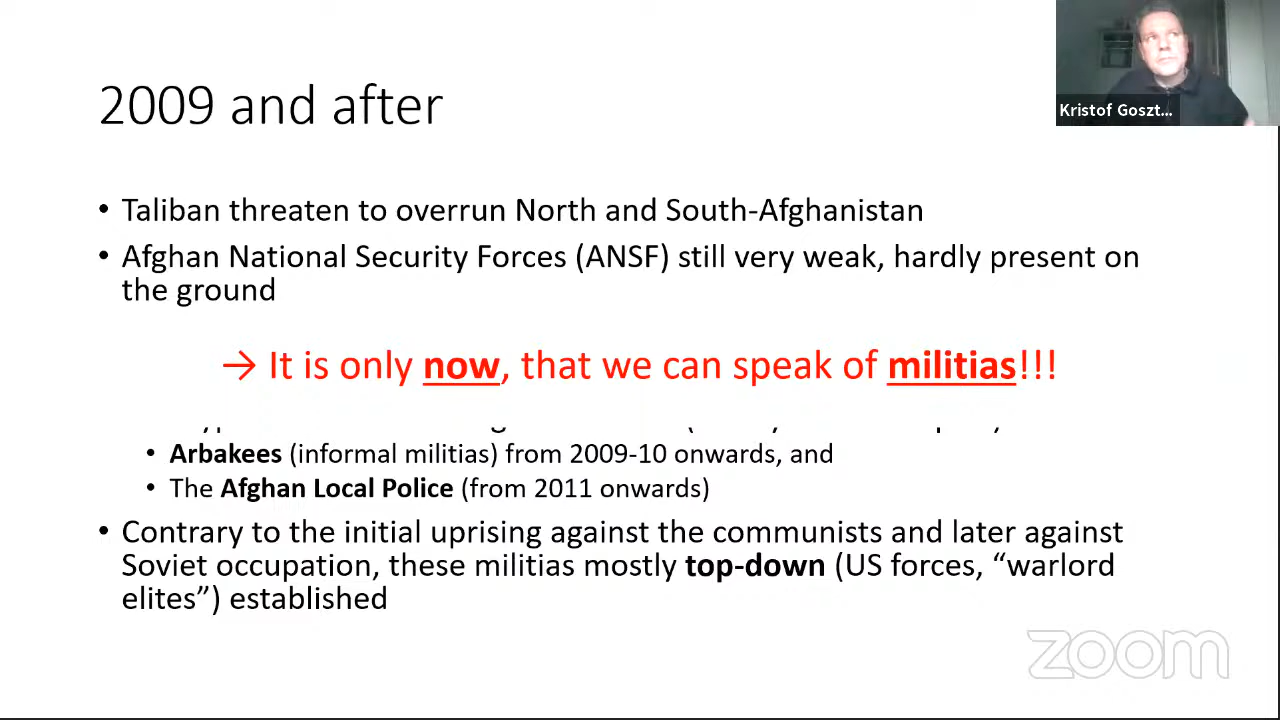 Kristof Goszt...
2009 and after
• Taliban threaten to overrun North and South-Afghanistan
• Afghan National Security Forces (ANSF) still very weak, hardly present on
the ground
→ It is only now, that we can speak of militias!!!
• Arbakees (informal militias) from 2009-10 onwards, and
• The Afghan Local Police (from 2011 onwards)
• Contrary to the initial uprising against the communists and later against
Soviet occupation, these militias mostly top-down (US forces, “warlord
elites”) established
zoom